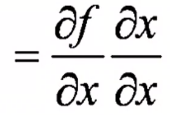 = ∂f/∂x ∂x/∂x